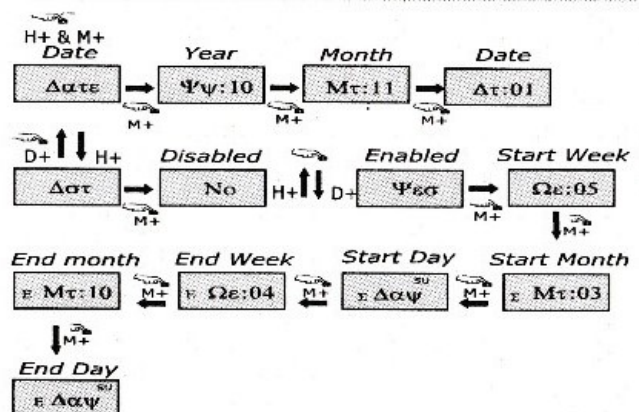 H+ & M+
Date Year Month Date
Δατε Ψψ:10 Μτ:11 Δτ:01
M+ M+ M+
D+ H+ Disabled Enabled Start Week
Δστ No H+ D+ Ψεσ Ωε:05
M+ M+ M+
End month End Week Start Day Start Month
Ε Μτ:10 M+ Ε Ωε:04 M+ Σ Δαψ SU M+ Σ Μτ:03
M+
End Day
Ε Δαψ SU